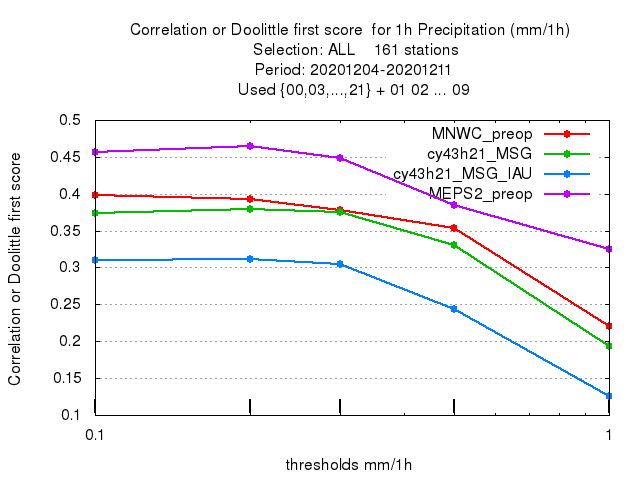 Correlation or Doolittle first score  for 1h Precipitation (mm/1h)
Selection: ALL    161 stations
Period: 20201204-20201211
Used {00,03,...,21} + 01 02 ... 09
MNWC_preop
cy43h21_MSG
cy43h21_MSG_IAU
MEPS2_preop
Correlation or Doolittle first score
0.5
0.45
0.4
0.35
0.3
0.25
0.2
0.15
0.1
0.1 1
thresholds mm/1h